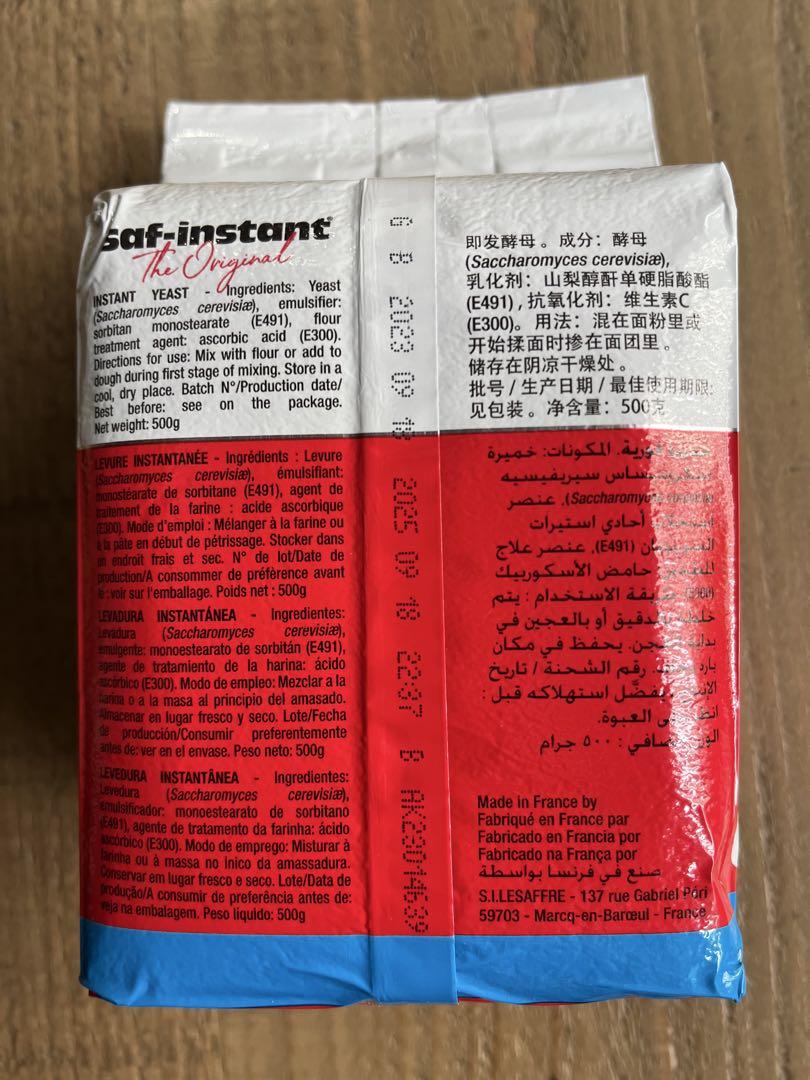 saf-instant®
The Original
INSTANT YEAST - Ingredients: Yeast
(Saccharomyces cerevisiæ), emulsifier:
sorbitan monostearate (E491), flour
treatment agent: ascorbic acid (E300).
Directions for use: Mix with flour or add to
dough during first stage of mixing. Store in a
cool, dry place. Batch N°/Production date/
Best before: see on the package.
Net weight: 500g
LEVURE INSTANTANÉE - Ingrédients : Levure
(Saccharomyces cerevisiæ), émulsifiant:
monostéarate de sorbitane (E491), agent de
traitement de la farine : acide ascorbique
(E300). Mode d'emploi : Mélanger à la farine ou
à la pâte en début de pétrissage. Stocker dans
un endroit frais et sec. N° de lot/Date de
production/A consommer de préférence avant
le : voir sur l'emballage. Poids net : 500g
LEVADURA INSTANTÁNEA - Ingredientes:
Levadura (Saccharomyces cerevisiæ),
emulgente: monoestearato de sorbitán (E491),
agente de tratamiento de la harina: ácido
ascórbico (E300). Modo de empleo: Mezclar a la
harina o a la masa al principio del amasado.
Almacenar en lugar fresco y seco. Lote/Fecha
de producción/Consumir preferentemente
antes de: ver en el envase. Peso neto: 500g
LEVEDURA INSTANTÂNEA - Ingredientes:
Levedura (Saccharomyces cerevisiæ),
emulsificador: monoestearato de sorbitano
(E491), agente de tratamento da farinha: ácido
ascórbico (E300). Modo de emprego: Misturar à
farinha ou à massa no ínico da amassadura.
Conservar em lugar fresco e seco. Lote/Data de
produção/A consumir de preferência antes de:
veja na embalagem. Peso líquido: 500g
2023 09 18
2025 09 18 22:37 B
即发酵母。成分：酵母
(Saccharomyces cerevisiæ),
乳化剂：山梨醇酐单硬脂酸酯
(E491) , 抗氧化剂：维生素C
(E300)。用法：混在面粉里或
开始揉面时掺在面团里。
储存在阴凉干燥处。
批号 / 生产日期 / 最佳使用期限:
见包装。净含量：500克
فورية. المكونات: خميرة
سيريفيسيه
عنصر
أحادي استيرات
(E491)، عنصر علاج
حامض الأسكوربيك
الاستخدام : يتم
بالدقيق أو بالعجين في
يحفظ في مكان
بارد رقم الشحنة / تاريخ
يفضّل استهلاكه قبل :
العبوة.
٥٠٠ جرام
Made in France by
Fabriqué en France par
Fabricado en Francia por
Fabricado na França por
صنع في فرنسا بواسطة
S.I.LESAFFRE - 137 rue Gabriel Péri
59703 - Marcq-en-Barœul - France